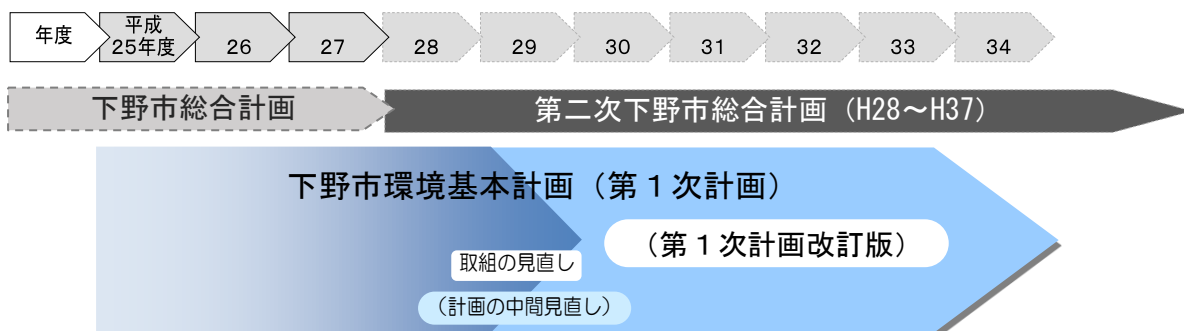 年度
平成
25年度
26
27
28
29
30
31
32
33
34
下野市総合計画
第二次下野市総合計画(H28～H37)
下野市環境基本計画(第1次計画)
(第1次計画改訂版)
取組の見直し
(計画の中間見直し)